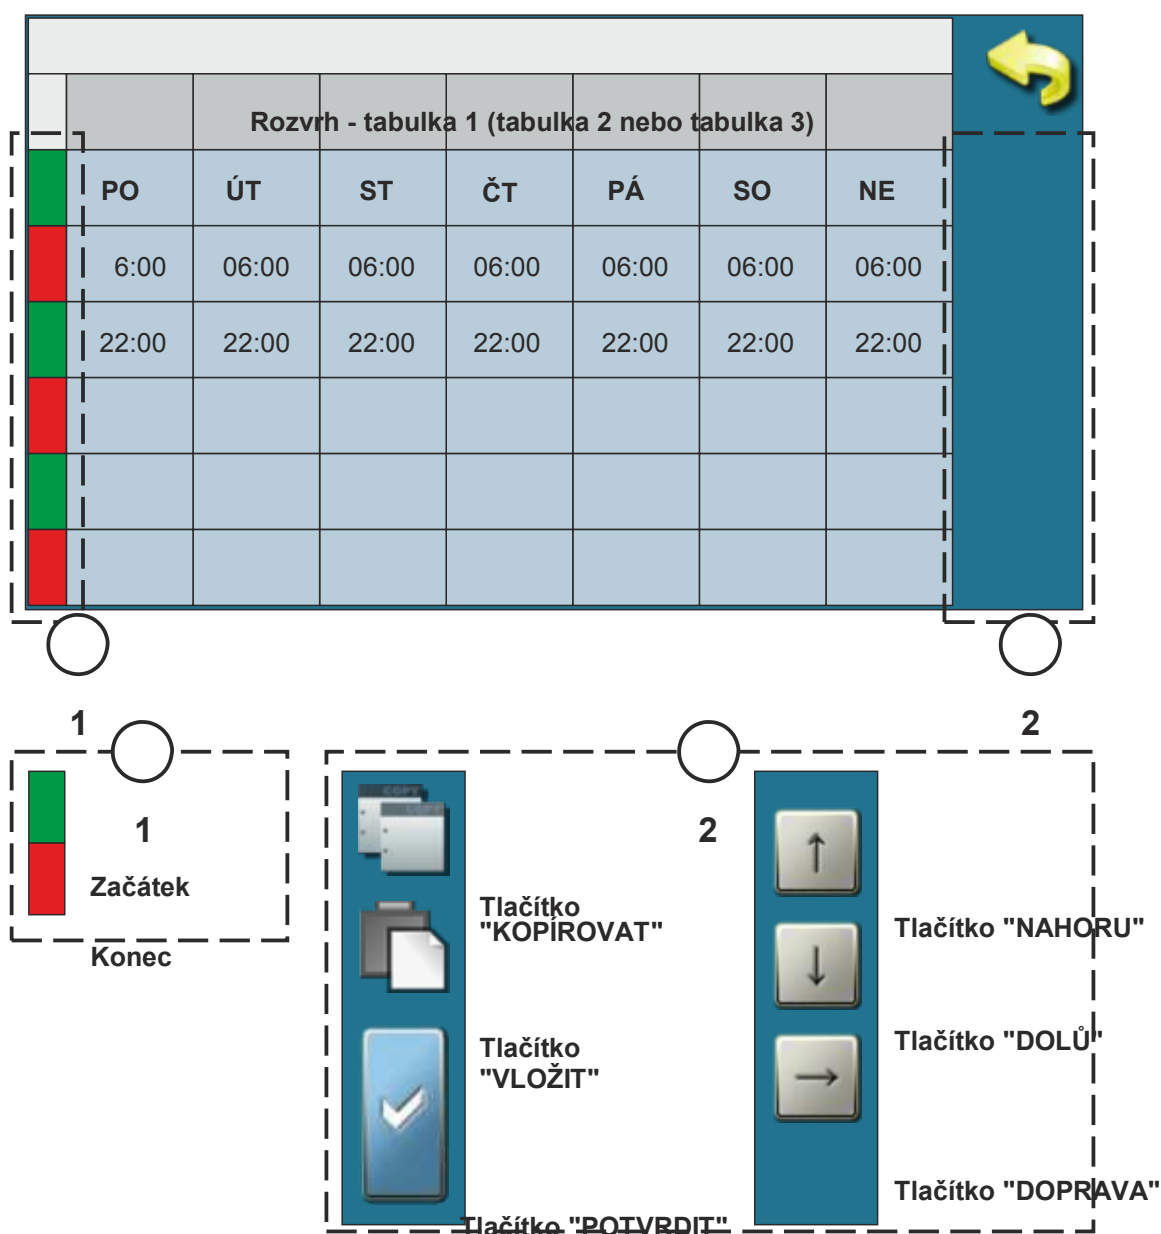 Rozvrh - tabulka 1 (tabulka 2 nebo tabulka 3)
PO ÚT ST ČT PÁ SO NE
6:00 06:00 06:00 06:00 06:00 06:00 06:00
22:00 22:00 22:00 22:00 22:00 22:00 22:00
1 2
1
Začátek
Konec
2
COPY
COPY
Tlačítko
"KOPÍROVAT"
Tlačítko
"VLOŽIT"
Tlačítko "POTVRDIT"
Tlačítko "NAHORU"
Tlačítko "DOLŮ"
Tlačítko "DOPRAVA"